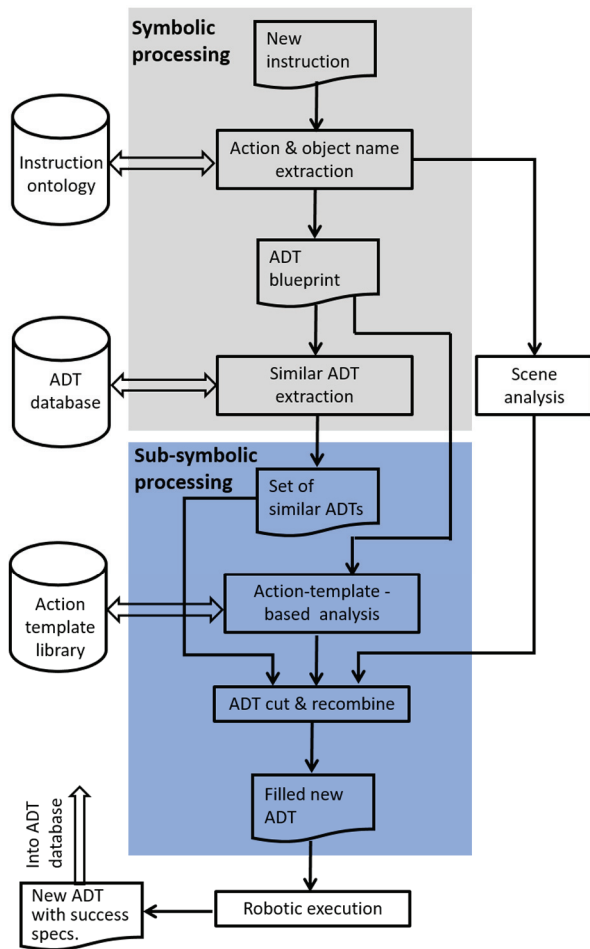 Symbolic
processing
New
instruction
Instruction
ontology
Action & object name
extraction
ADT
blueprint
ADT
database
Similar ADT
extraction
Scene
analysis
Sub-symbolic
processing
Set of
similar ADTs
Action
template
library
Action-template -
based analysis
ADT cut & recombine
Filled new
ADT
Into ADT
database
New ADT
with success
specs.
Robotic execution